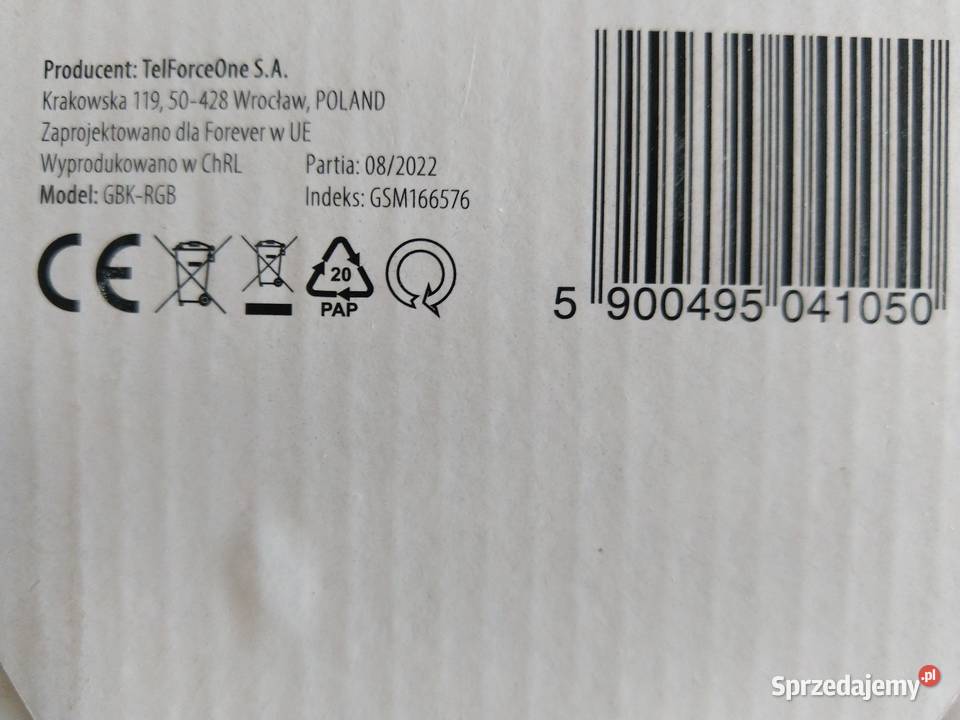 Producent: TelForceOne S.A.
Krakowska 119, 50-428 Wrocław, POLAND
Zaprojektowano dla Forever w UE
Wyprodukowano w ChRL Partia: 08/2022
Model: GBK-RGB Indeks: GSM166576
CE
20
PAP
5 900495 041050
Sprzedajemy.pl